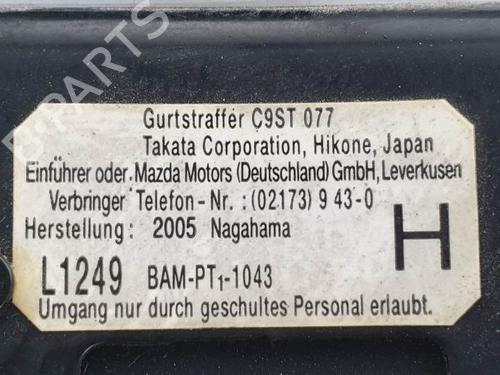 Gurtstraffer C9ST 077
Takata Corporation, Hikone, Japan
Einführer oder Mazda Motors (Deutschland) GmbH, Leverkusen
Verbringer Telefon-Nr. : (02173) 9 43-0
Herstellung : 2005 Nagahama
H
L1249 BAM-PT₁-1043
Umgang nur durch geschultes Personal erlaubt.
B-PARTS